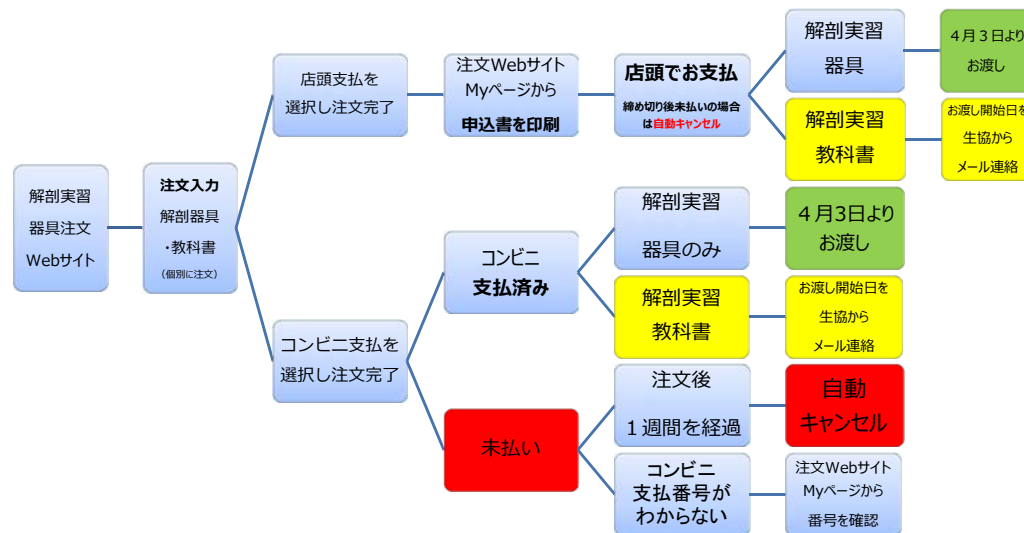 解剖実習
器具注文
Webサイト
注文入力
解剖器具
・教科書
（個別に注文）
店頭支払を
選択し注文完了
注文Webサイト
Myページから
申込書を印刷
店頭でお支払
締め切り後未払いの場合
は自動キャンセル
解剖実習
器具
４月３日より
お渡し
解剖実習
教科書
お渡し開始日を
生協から
メール連絡
コンビニ支払を
選択し注文完了
コンビニ
支払済み
解剖実習
器具のみ
４月3日より
お渡し
解剖実習
教科書
お渡し開始日を
生協から
メール連絡
未払い
注文後
１週間を経過
自動
キャンセル
コンビニ
支払番号が
わからない
注文Webサイト
Myページから
番号を確認